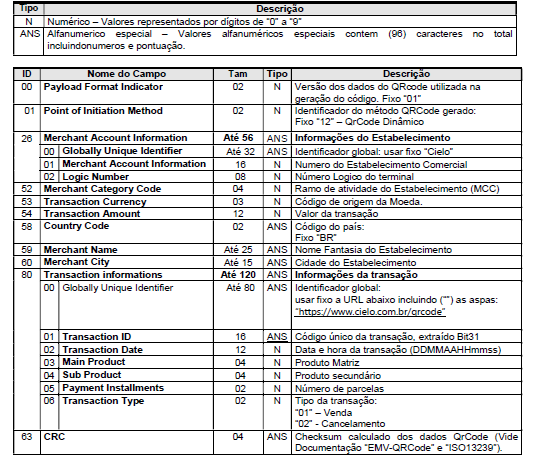 Tipo Descrição
N Numérico – Valores representados por dígitos de "0" a "9"
ANS Alfanumerico especial – Valores alfanuméricos especiais contem (96) caracteres no total
incluindonumeros e pontuação.
ID Nome do Campo Tam Tipo Descrição
00 Payload Format Indicator 02 N Versão dos dados do QRcode utilizada na
geração do código. Fixo "01"
01 Point of Initiation Method 02 N Identificador do método QRCode gerado:
Fixo "12" – QrCode Dinâmico
26 Merchant Account Information Até 56 ANS Informações do Estabelecimento
00 Globally Unique Identifier Até 32 ANS Identificador global: usar fixo "Cielo"
01 Merchant Account Information 16 N Numero do Estabelecimento Comercial
02 Logic Number 08 N Número Logico do terminal
52 Merchant Category Code 04 N Ramo de atividade do Estabelecimento (MCC)
53 Transaction Currency 03 N Código de origem da Moeda.
54 Transaction Amount 12 N Valor da transação
58 Country Code 02 ANS Código do país:
Fixo "BR"
59 Merchant Name Até 25 ANS Nome Fantasia do Estabelecimento
60 Merchant City Até 15 ANS Cidade do Estabelecimento
80 Transaction informations Até 120 ANS Informações da transação
00 Globally Unique Identifier Até 80 ANS Identificador global:
usar fixo a URL abaixo incluindo ("") as aspas:
"https://www.cielo.com.br/qrcode"
01 Transaction ID 16 ANS Código único da transação, extraído Bit31
02 Transaction Date 12 N Data e hora da transação (DDMMAAHHmmss)
03 Main Product 04 N Produto Matriz
04 Sub Product 04 N Produto secundário
05 Payment Installments 02 N Número de parcelas
06 Transaction Type 02 N Tipo da transação:
"01" – Venda
"02" - Cancelamento
63 CRC 04 ANS Checksum calculado dos dados QrCode (Vide
Documentação "EMV-QRCode" e "ISO13239").